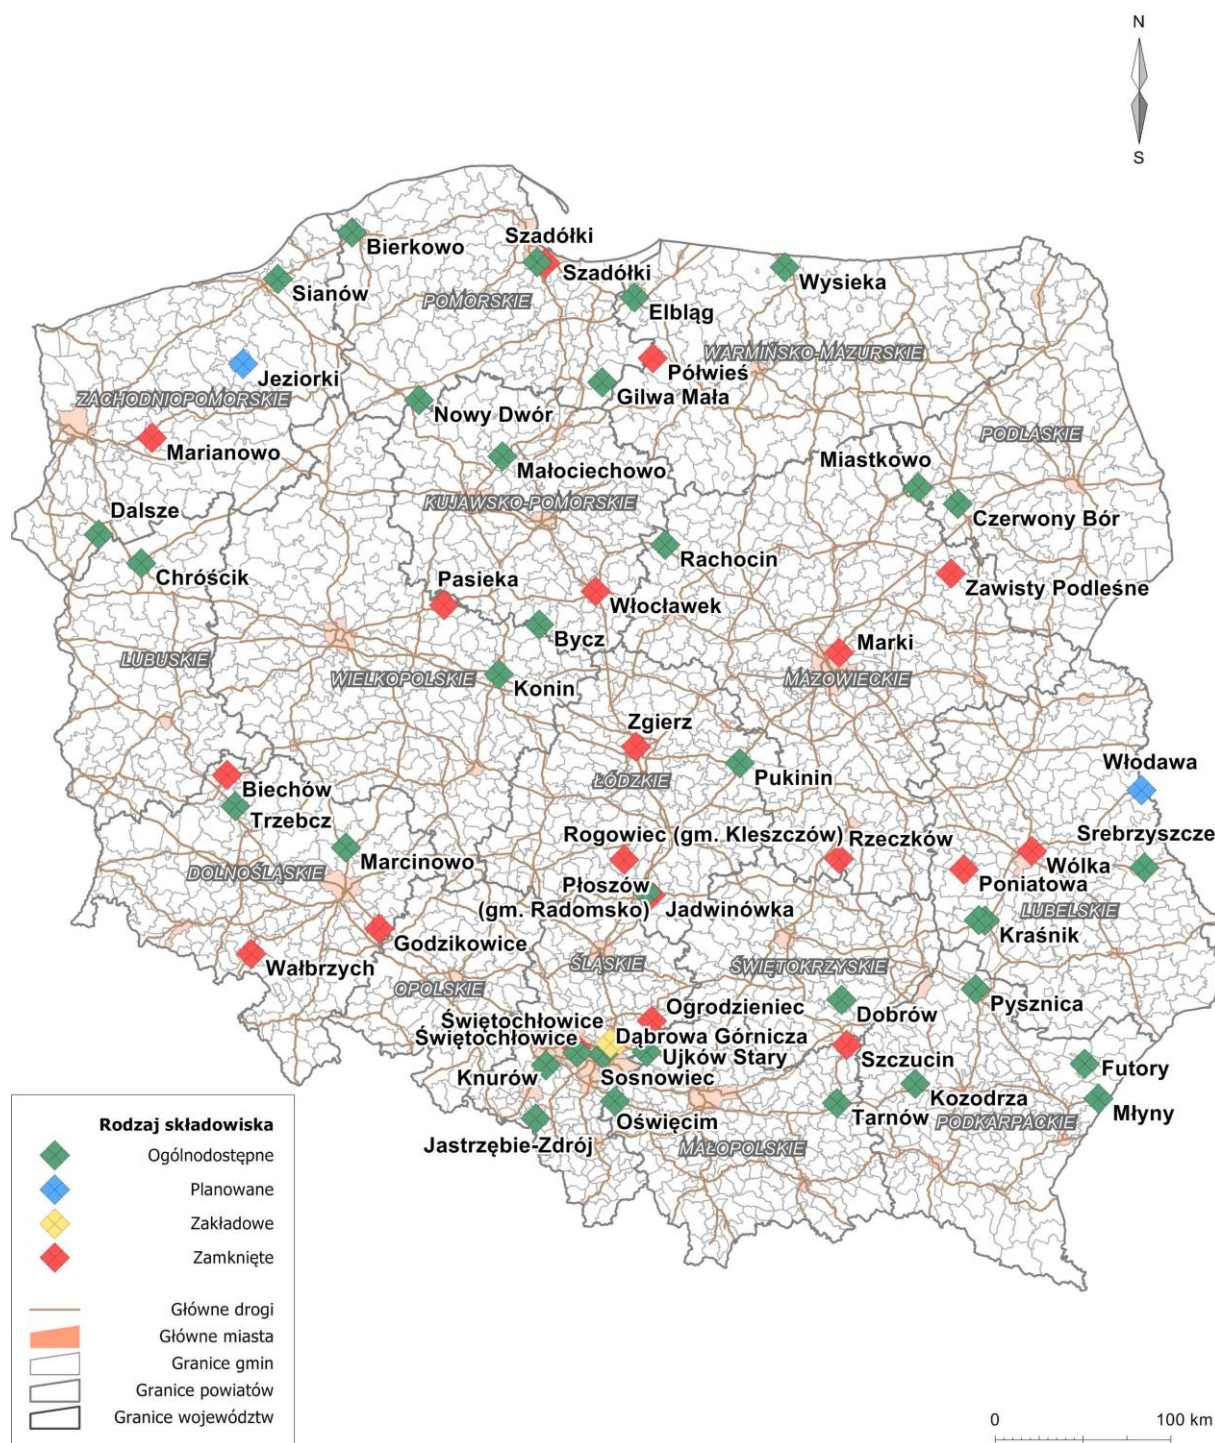 N
S
Szadółki
Bierkowo
Szadółki
Wysieka
Sianów
POMORSKIE
Elbląg
WARMIŃSKO-MAZURSKIE
Półwieś
Jeziorki
Gilwa Mała
ZACHODNIOPOMORSKIE
Nowy Dwór
PODLASKIE
Marianowo
Małociechowo
Miastkowo
KUJAWSKO-POMORSKIE
Dalsze
Czerwony Bór
Rachocin
Chróścik
Pasieka
Zawisty Podleśne
Włocławek
Bycz
Marki
LUBUSKIE
WIELKOPOLSKIE
Konin
MAZOWIECKIE
Zgierz
Włodawa
ŁÓDZKIE
Pukinin
Biechów
Trzebcz
Srebrzyszcze
Rogowiec (gm. Kleszczów)
Rzeczków
Marcinowo
Wólka
DOLNOŚLĄSKIE
Płoszów
(gm. Radomsko)
Poniatowa
Jadwinówka
LUBELSKIE
Kraśnik
Godzikowice
Wałbrzych
ŚLĄSKIE
ŚWIĘTOKRZYSKIE
OPOLSKIE
Pysznica
Ogrodzieniec
Dobrów
Świętochłowice
Dąbrowa Górnicza
Świętochłowice
Ujków Stary
Szczucin
Futory
Knurów
Sosnowiec
Kozodrza
Młyny
Oświęcim
Tarnów
PODKARPACKIE
Jastrzębie-Zdrój
MAŁOPOLSKIE
Rodzaj składowiska
Ogólnodostępne
Planowane
Zakładowe
Zamknięte
Główne drogi
Główne miasta
Granice gmin
Granice powiatów
Granice województw
0 100 km